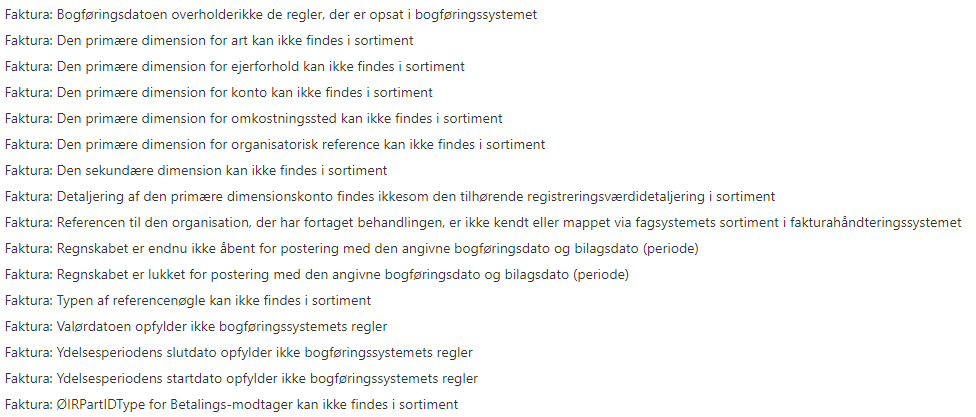 Faktura: Bogføringsdatoen overholderikke de regler, der er opsat i bogføringssystemet
Faktura: Den primære dimension for art kan ikke findes i sortiment
Faktura: Den primære dimension for ejerforhold kan ikke findes i sortiment
Faktura: Den primære dimension for konto kan ikke findes i sortiment
Faktura: Den primære dimension for omkostningssted kan ikke findes i sortiment
Faktura: Den primære dimension for organisatorisk reference kan ikke findes i sortiment
Faktura: Den sekundære dimension kan ikke findes i sortiment
Faktura: Detaljering af den primære dimensionskonto findes ikkesom den tilhørende registreringsværdidetaljering i sortiment
Faktura: Referencen til den organisation, der har fortaget behandlingen, er ikke kendt eller mappet via fagsystemets sortiment i fakturahåndteringssystemet
Faktura: Regnskabet er endnu ikke åbent for postering med den angivne bogføringsdato og bilagsdato (periode)
Faktura: Regnskabet er lukket for postering med den angivne bogføringsdato og bilagsdato (periode)
Faktura: Typen af referencenøgle kan ikke findes i sortiment
Faktura: Valørdatoen opfylder ikke bogføringssystemets regler
Faktura: Ydelsesperiodens slutdato opfylder ikke bogføringssystemets regler
Faktura: Ydelsesperiodens startdato opfylder ikke bogføringssystemets regler
Faktura: ØIRPartIDType for Betalings-modtager kan ikke findes i sortiment